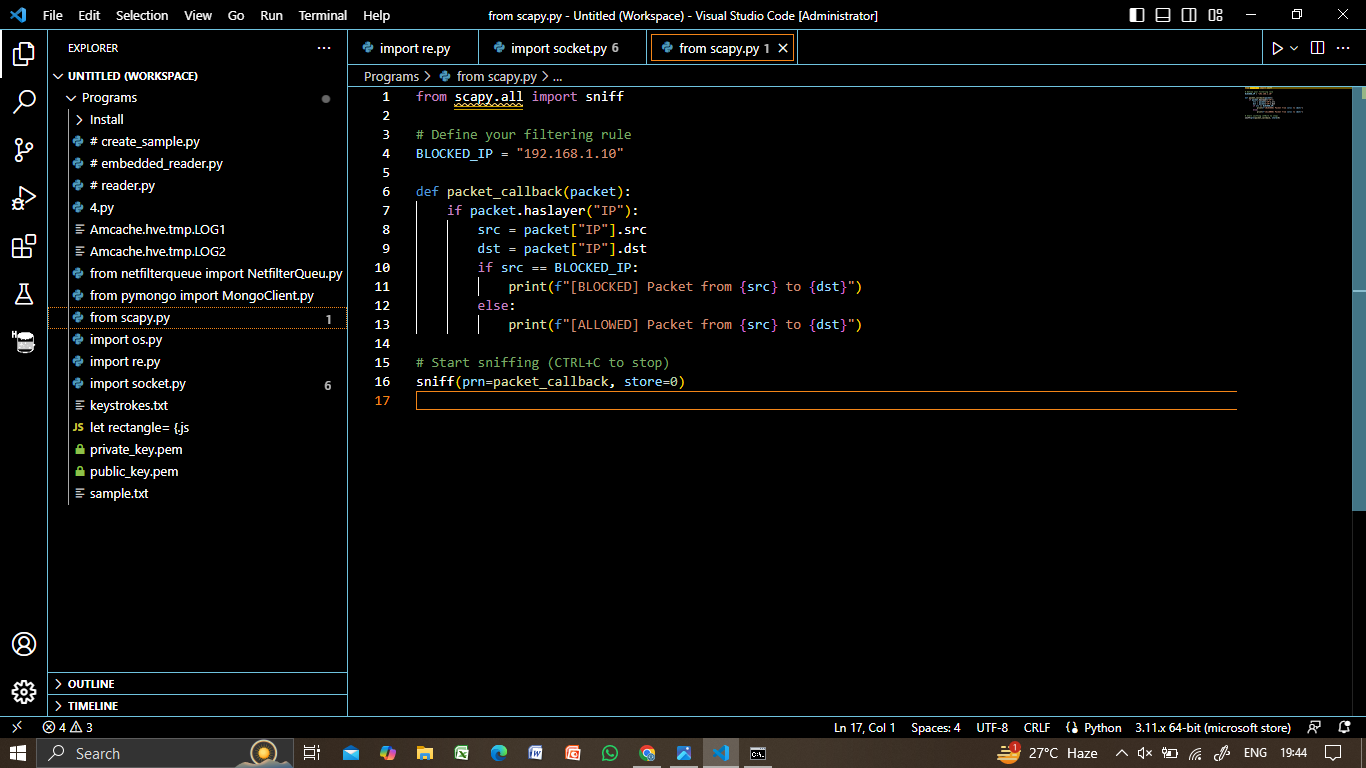 File Edit Selection View Go Run Terminal Help from scapy.py - Untitled (Workspace) - Visual Studio Code [Administrator]
EXPLORER
UNTITLED (WORKSPACE)
Programs
Install
# create_sample.py
# embedded_reader.py
# reader.py
4.py
Amcache.hve.tmp.LOG1
Amcache.hve.tmp.LOG2
from netfilterqueue import NetfilterQueu.py
from pymongo import MongoClient.py
from scapy.py 1
import os.py
import re.py
import socket.py 6
keystrokes.txt
JS let rectangle= {.js
private_key.pem
public_key.pem
sample.txt
OUTLINE
TIMELINE
import re.py import socket.py 6 from scapy.py 1
Programs > from scapy.py > ...
1 from scapy.all import sniff
2
3 # Define your filtering rule
4 BLOCKED_IP = "192.168.1.10"
5
6 def packet_callback(packet):
7     if packet.haslayer("IP"):
8         src = packet["IP"].src
9         dst = packet["IP"].dst
10         if src == BLOCKED_IP:
11             print(f"[BLOCKED] Packet from {src} to {dst}")
12         else:
13             print(f"[ALLOWED] Packet from {src} to {dst}")
14
15 # Start sniffing (CTRL+C to stop)
16 sniff(prn=packet_callback, store=0)
17
4 3 Ln 17, Col 1 Spaces: 4 UTF-8 CRLF {} Python 3.11.x 64-bit (microsoft store)
Search 1 27°C Haze ENG 19:44